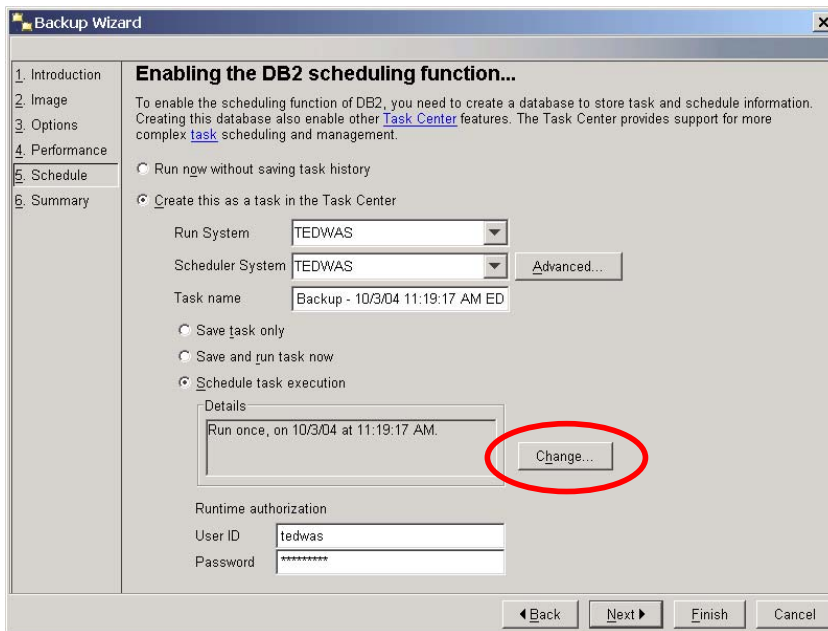 Backup Wizard
1. Introduction
2. Image
3. Options
4. Performance
5. Schedule
6. Summary
Enabling the DB2 scheduling function...
To enable the scheduling function of DB2, you need to create a database to store task and schedule information.
Creating this database also enable other Task Center features. The Task Center provides support for more
complex task scheduling and management.
Run now without saving task history
Create this as a task in the Task Center
Run System TEDWAS
Scheduler System TEDWAS Advanced...
Task name Backup - 10/3/04 11:19:17 AM ED
Save task only
Save and run task now
Schedule task execution
Details
Run once, on 10/3/04 at 11:19:17 AM.
Change...
Runtime authorization
User ID tedwas
Password *********
Back Next Finish Cancel